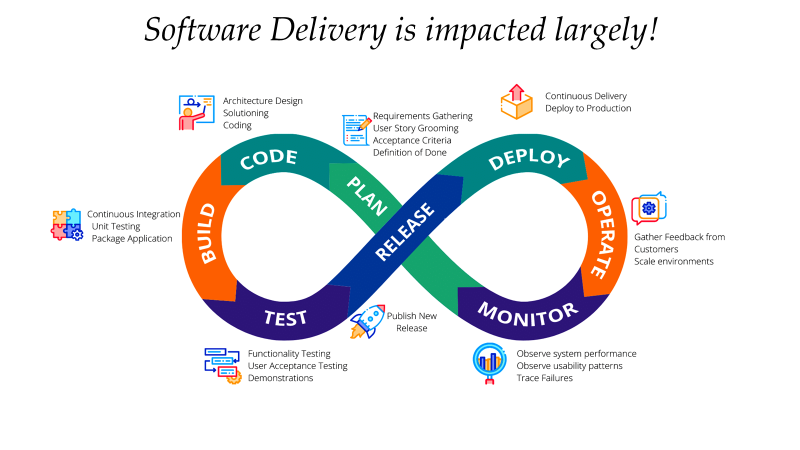 Software Delivery is impacted largely!
Architecture Design
Solutioning
Coding
Requirements Gathering
User Story Grooming
Acceptance Criteria
Definition of Done
Continuous Delivery
Deploy to Production
CODE
PLAN
DEPLOY
BUILD
RELEASE
OPERATE
TEST
MONITOR
Continuous Integration
Unit Testing
Package Application
Gather Feedback from
Customers
Scale environments
Publish New
Release
Functionality Testing
User Acceptance Testing
Demonstrations
Observe system performance
Observe usability patterns
Trace Failures